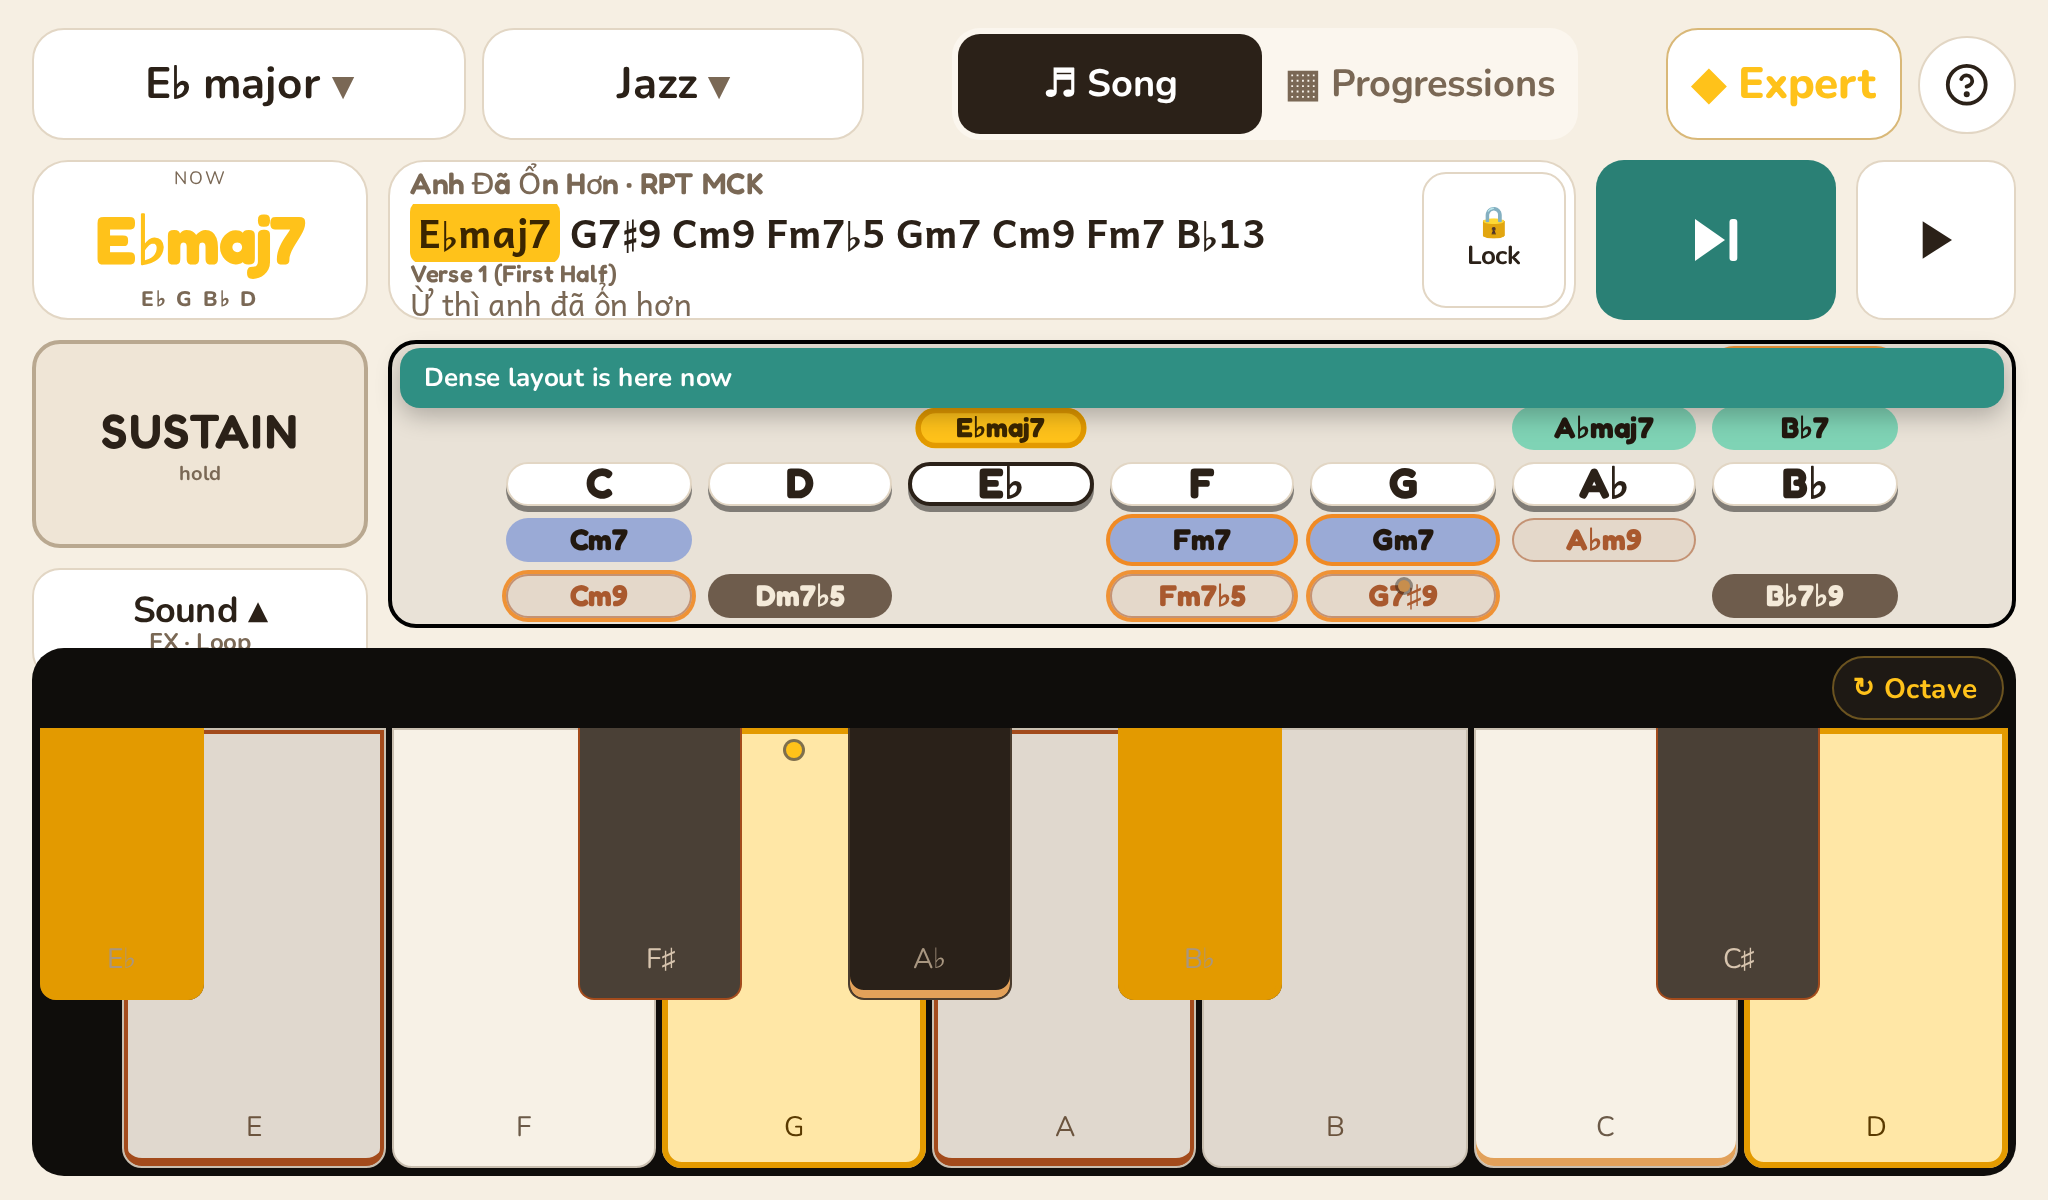 E♭ major ▾
Jazz ▾
♬ Song
▦ Progressions
◆ Expert
?
NOW
E♭maj7
E♭ G B♭ D
Anh Đã Ổn Hơn · RPT MCK
E♭maj7 G7♯9 Cm9 Fm7♭5 Gm7 Cm9 Fm7 B♭13
Verse 1 (First Half)
Ừ thì anh đã ổn hơn
🔒
Lock
SUSTAIN
hold
Sound ▴
FX · Loop
Dense layout is here now
E♭maj7 A♭maj7 B♭7
C D E♭ F G A♭ B♭
Cm7 Fm7 Gm7 A♭m9
Cm9 Dm7♭5 Fm7♭5 G7♯9 B♭7♭9
↻ Octave
E♭ F♯ A♭ B♭ C♯
E F G A B C D